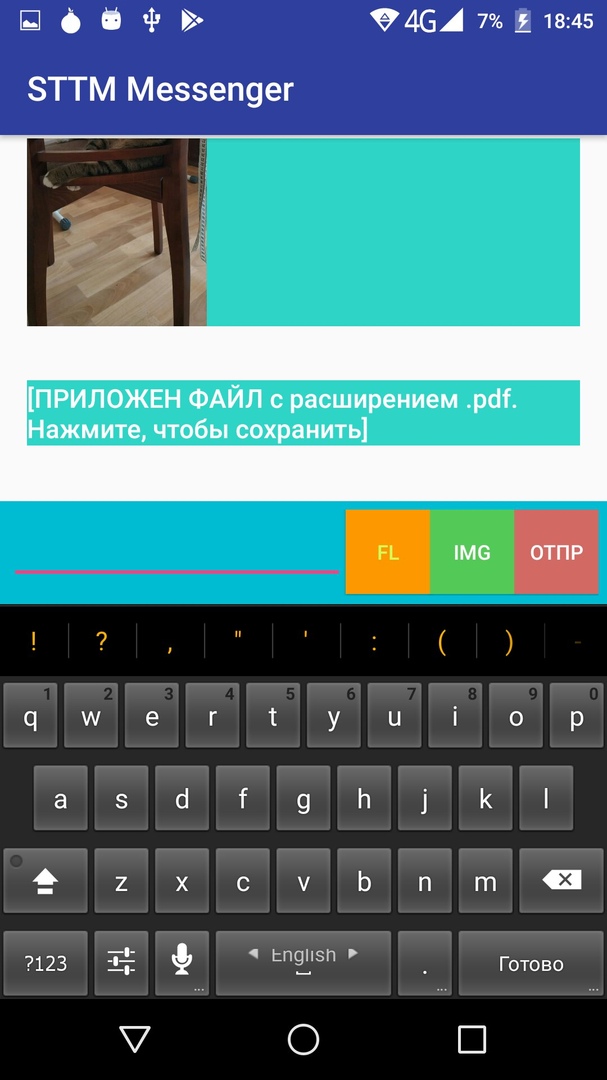 4G 7% 18:45
STTM Messenger
[ПРИЛОЖЕН ФАЙЛ с расширением .pdf.
Нажмите, чтобы сохранить]
FL IMG ОТПР
! ? , " ' : ( ) -
1 2 3 4 5 6 7 8 9 0
q w e r t y u i o p
a s d f g h j k l
z x c v b n m
?123 English . Готово
... ... ...